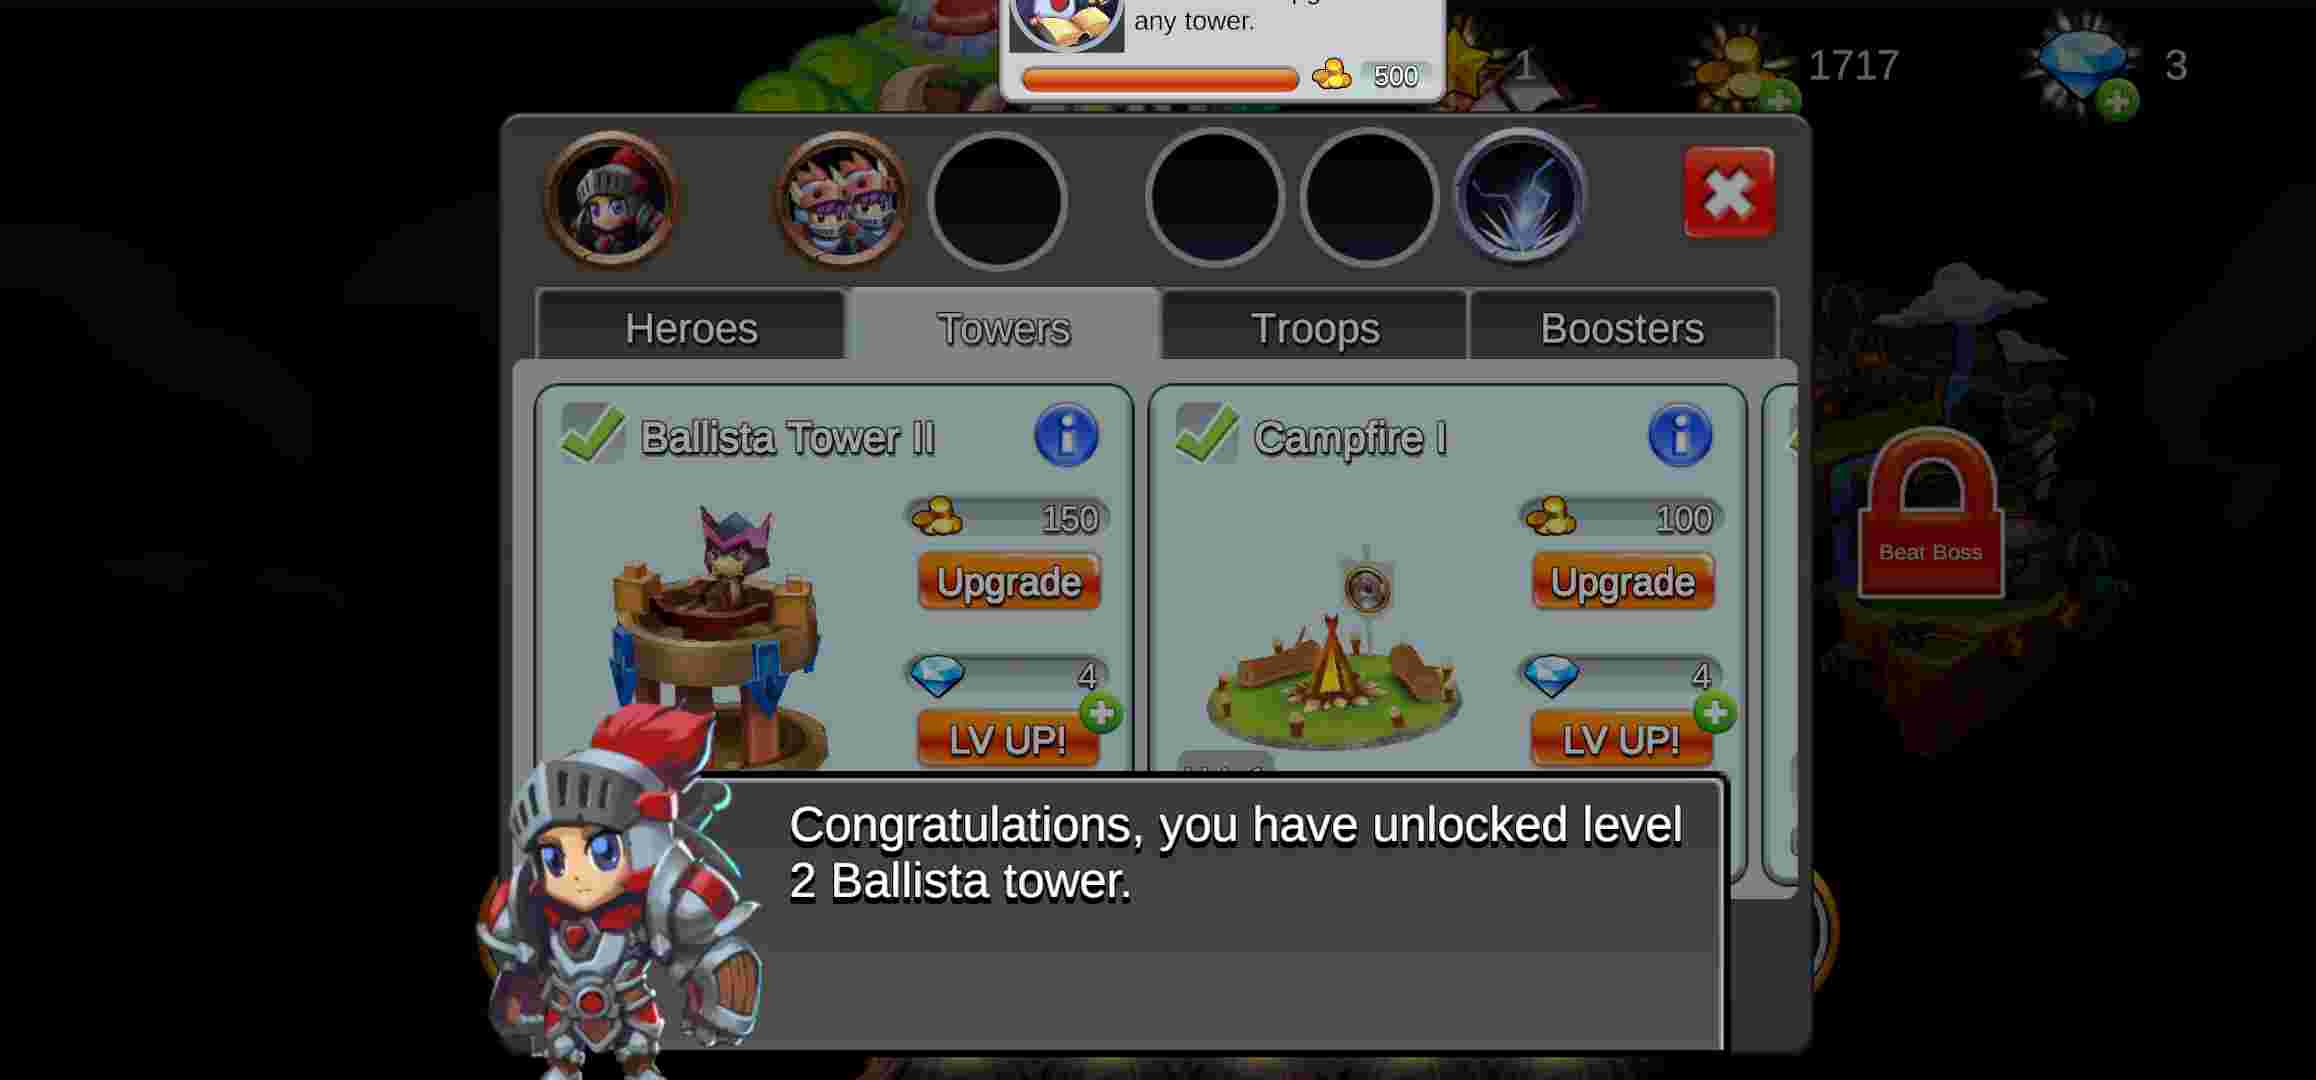 any tower.
500
1
1717
3
Heroes
Towers
Troops
Boosters
Ballista Tower II
Campfire I
150
100
Upgrade
Upgrade
Beat Boss
4
4
LV UP!
LV UP!
Congratulations, you have unlocked level
2 Ballista tower.